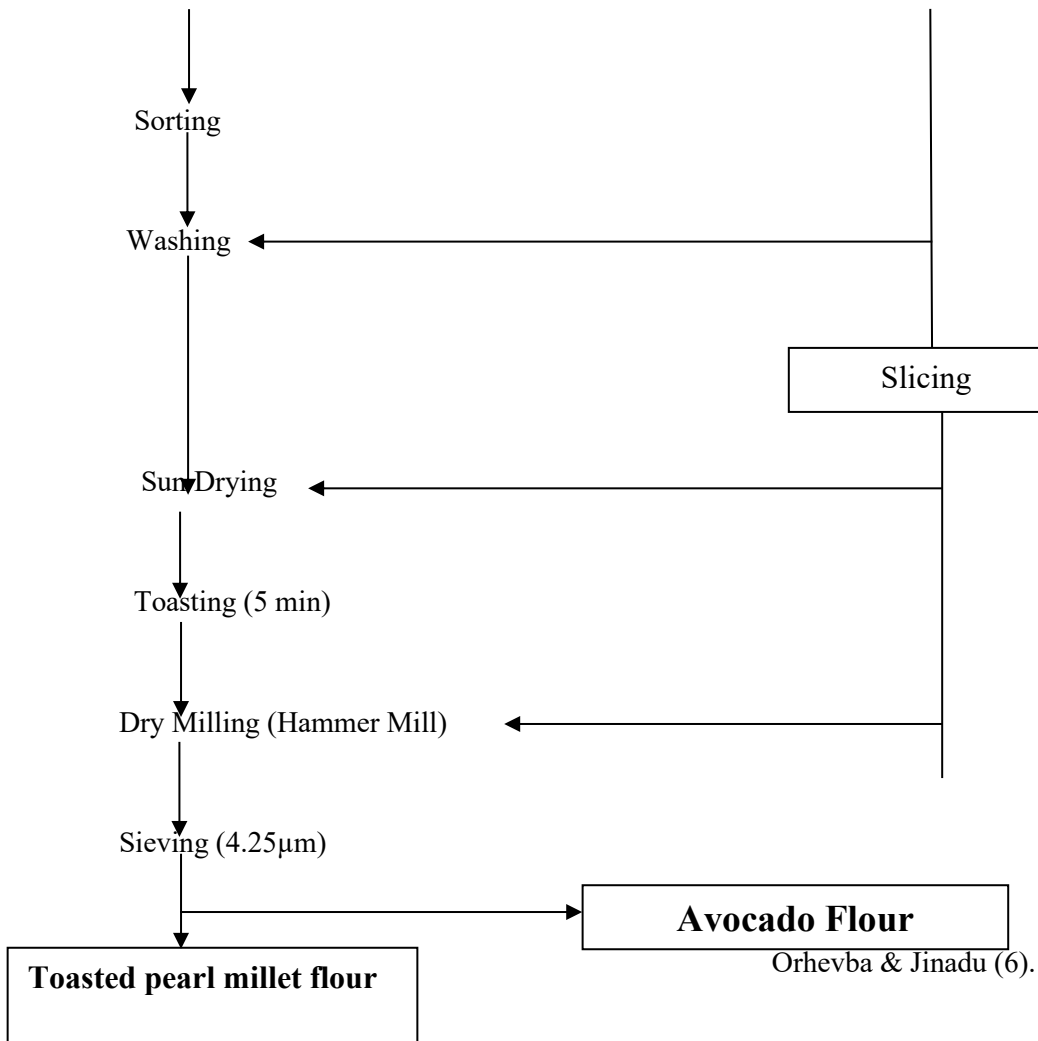 Sorting
Washing
Slicing
Sun Drying
Toasting (5 min)
Dry Milling (Hammer Mill)
Sieving (4.25µm)
Avocado Flour
Orhevba & Jinadu (6).
Toasted pearl millet flour